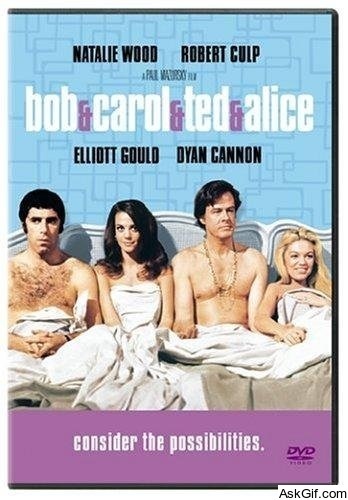 NATALIE WOOD ROBERT CULP
A PAUL MAZURSKY FILM
bob&carol&ted&alice
ELLIOTT GOULD DYAN CANNON
consider the possibilities.
DVD
VIDEO
AskGif.com